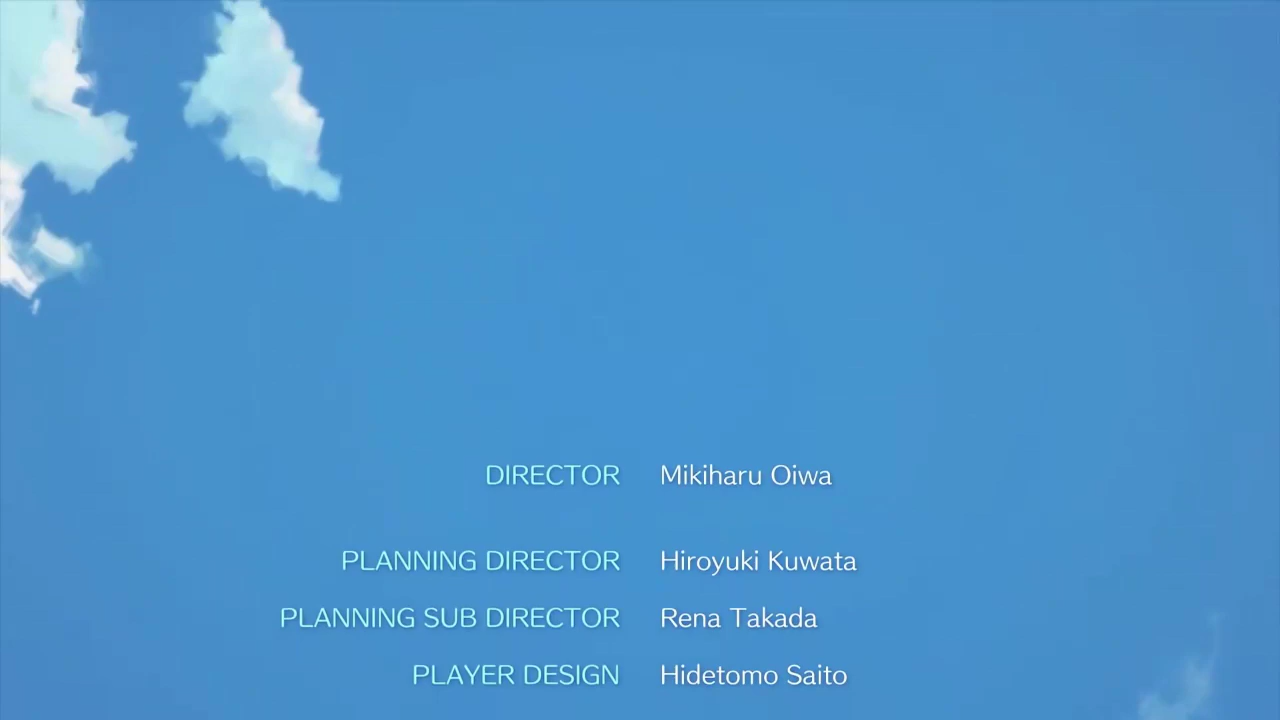 DIRECTOR Mikiharu Oiwa
PLANNING DIRECTOR Hiroyuki Kuwata
PLANNING SUB DIRECTOR Rena Takada
PLAYER DESIGN Hidetomo Saito